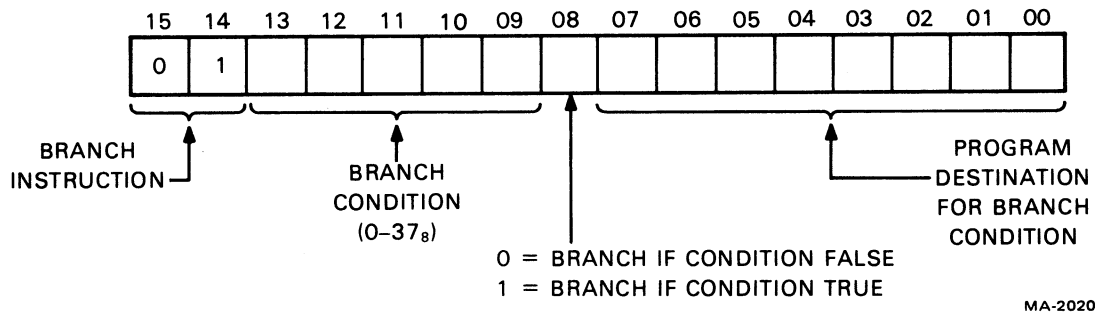 15 14 13 12 11 10 09 08 07 06 05 04 03 02 01 00
0 1
BRANCH
INSTRUCTION
BRANCH
CONDITION
(0–37₈)
PROGRAM
DESTINATION
FOR BRANCH
CONDITION
0 = BRANCH IF CONDITION FALSE
1 = BRANCH IF CONDITION TRUE
MA-2020